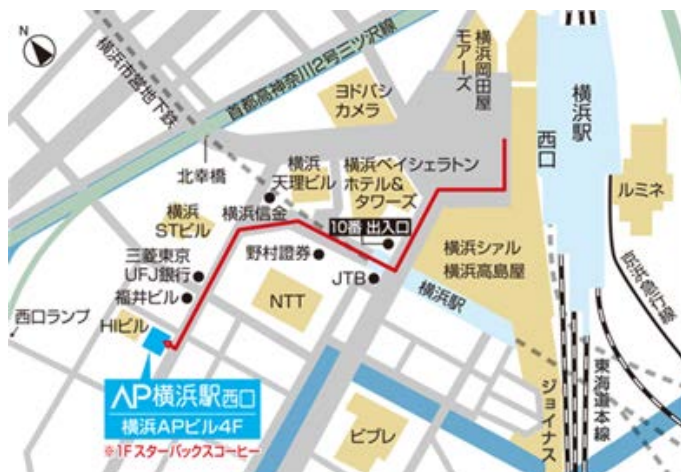 N
横浜市営地下鉄
首都高神奈川2号三ツ沢線
ヨドバシ
カメラ
横浜岡田屋
モアーズ
横浜駅
西口
ルミネ
京浜急行線
北幸橋
横浜
天理ビル
横浜ベイシェラトン
ホテル&
タワーズ
横浜
STビル
横浜信金
10番 出入口
野村證券
横浜シァル
横浜高島屋
三菱東京
UFJ銀行
JTB
福井ビル
NTT
横浜駅
西口ランプ
HIビル
AP横浜駅西口
横浜APビル4F
※1Fスターバックスコーヒー
ビブレ
ジョイナス
東海道本線